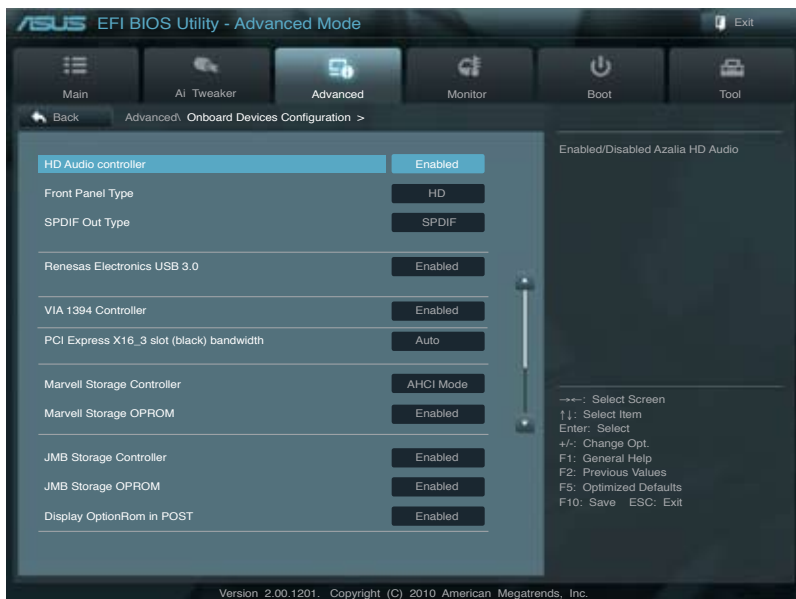 ASUS EFI BIOS Utility - Advanced Mode
Exit
Main
Ai Tweaker
Advanced
Monitor
Boot
Tool
Back
Advanced\ Onboard Devices Configuration >
HD Audio controller Enabled
Front Panel Type HD
SPDIF Out Type SPDIF
Renesas Electronics USB 3.0 Enabled
VIA 1394 Controller Enabled
PCI Express X16_3 slot (black) bandwidth Auto
Marvell Storage Controller AHCI Mode
Marvell Storage OPROM Enabled
JMB Storage Controller Enabled
JMB Storage OPROM Enabled
Display OptionRom in POST Enabled
Enabled/Disabled Azalia HD Audio
→←: Select Screen
↑↓: Select Item
Enter: Select
+/-: Change Opt.
F1: General Help
F2: Previous Values
F5: Optimized Defaults
F10: Save ESC: Exit
Version 2.00.1201. Copyright (C) 2010 American Megatrends, Inc.